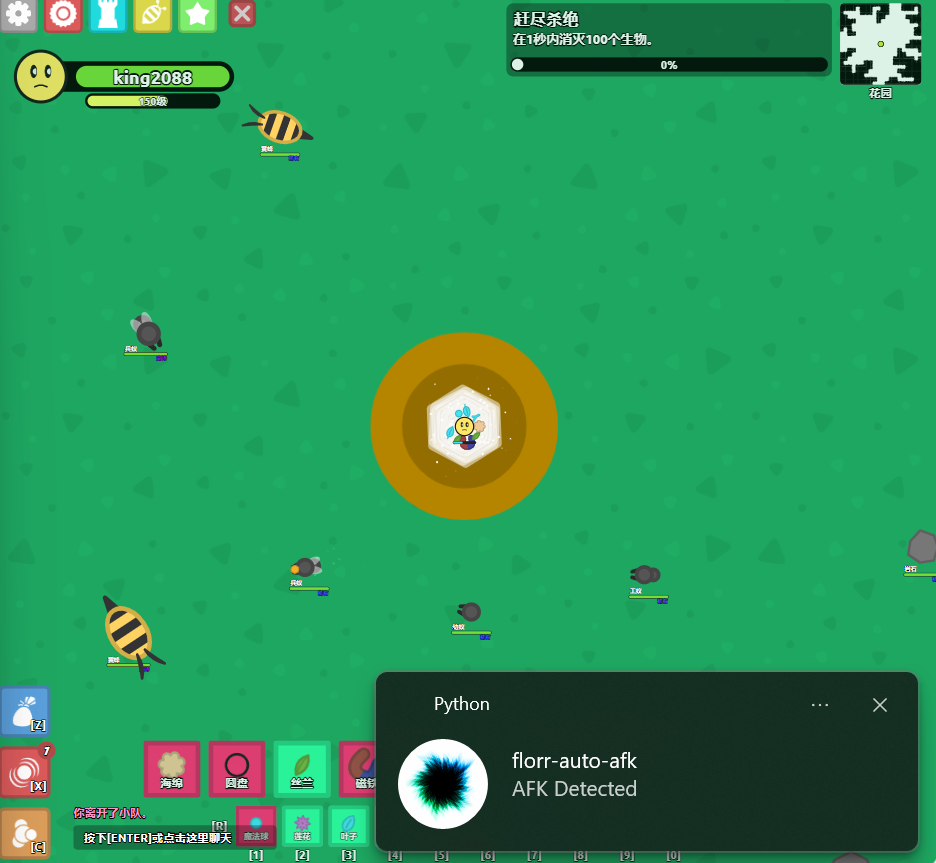 赶尽杀绝
在1秒内消灭100个生物。
0%
花园
king2088
150级
黄蜂
兵蚁
兵蚁
工蚁
幼蚁
岩石
黄蜂
[Z]
7
[X]
[C]
海绵
圆盘
丝兰
磁铁
你离开了小队。
[R]
按下[ENTER]或点击这里聊天
魔法球
莲花
叶子
[1]
[2]
[3]
[4]
[5]
[6]
[7]
[8]
[9]
[0]
Python
florr-auto-afk
AFK Detected